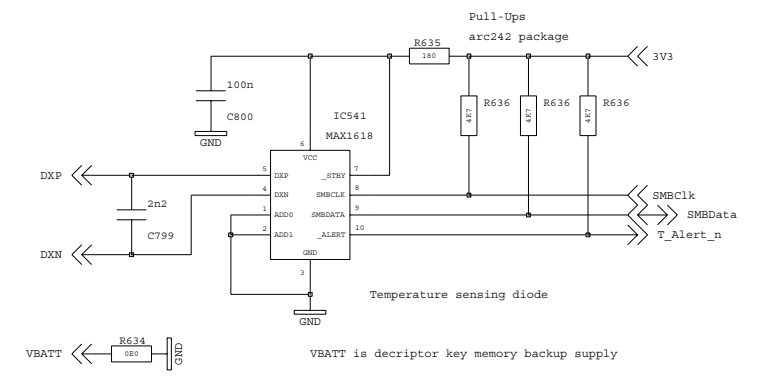 Pull-Ups
arc242 package
R635
180
3V3
100n
C800
GND
R636
4K7
R636
4K7
R636
4K7
IC541
MAX1618
6
VCC
DXP
5
DXP
_STBY
7
4
DXN
SMBCLK
8
SMBClk
2n2
C799
1
ADD0
SMBDATA
9
SMBData
2
ADD1
_ALERT
10
T_Alert_n
DXN
GND
3
Temperature sensing diode
GND
R634
VBATT
0E0
GND
VBATT is decriptor key memory backup supply